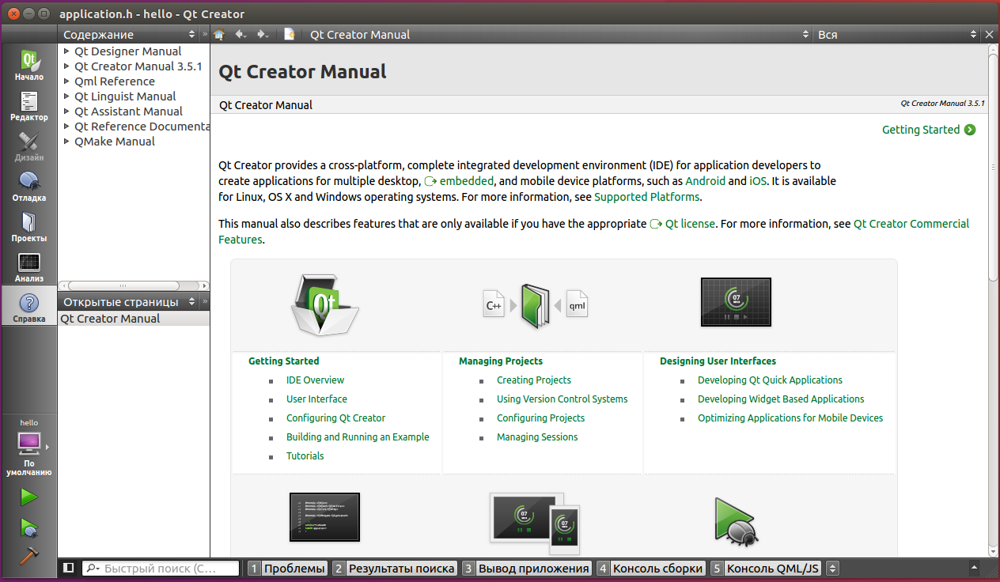 application.h - hello - Qt Creator
Содержание
Qt Creator Manual
Вся
Начало
Редактор
Дизайн
Отладка
Проекты
Анализ
Справка
hello
По
умолчанию
Qt Designer Manual
Qt Creator Manual 3.5.1
Qml Reference
Qt Linguist Manual
Qt Assistant Manual
Qt Reference Documenta
QMake Manual
Открытые страницы
Qt Creator Manual
Qt Creator Manual
Qt Creator Manual
Qt Creator Manual 3.5.1
Getting Started
Qt Creator provides a cross-platform, complete integrated development environment (IDE) for application developers to
create applications for multiple desktop, embedded, and mobile device platforms, such as Android and iOS. It is available
for Linux, OS X and Windows operating systems. For more information, see Supported Platforms.
This manual also describes features that are only available if you have the appropriate Qt license. For more information, see Qt Creator Commercial
Features.
Qt
C++
qml
07
Getting Started
IDE Overview
User Interface
Configuring Qt Creator
Building and Running an Example
Tutorials
Managing Projects
Creating Projects
Using Version Control Systems
Configuring Projects
Managing Sessions
Designing User Interfaces
Developing Qt Quick Applications
Developing Widget Based Applications
Optimizing Applications for Mobile Devices
07
07
Быстрый поиск (C...
1 Проблемы
2 Результаты поиска
3 Вывод приложения
4 Консоль сборки
5 Консоль QML/JS